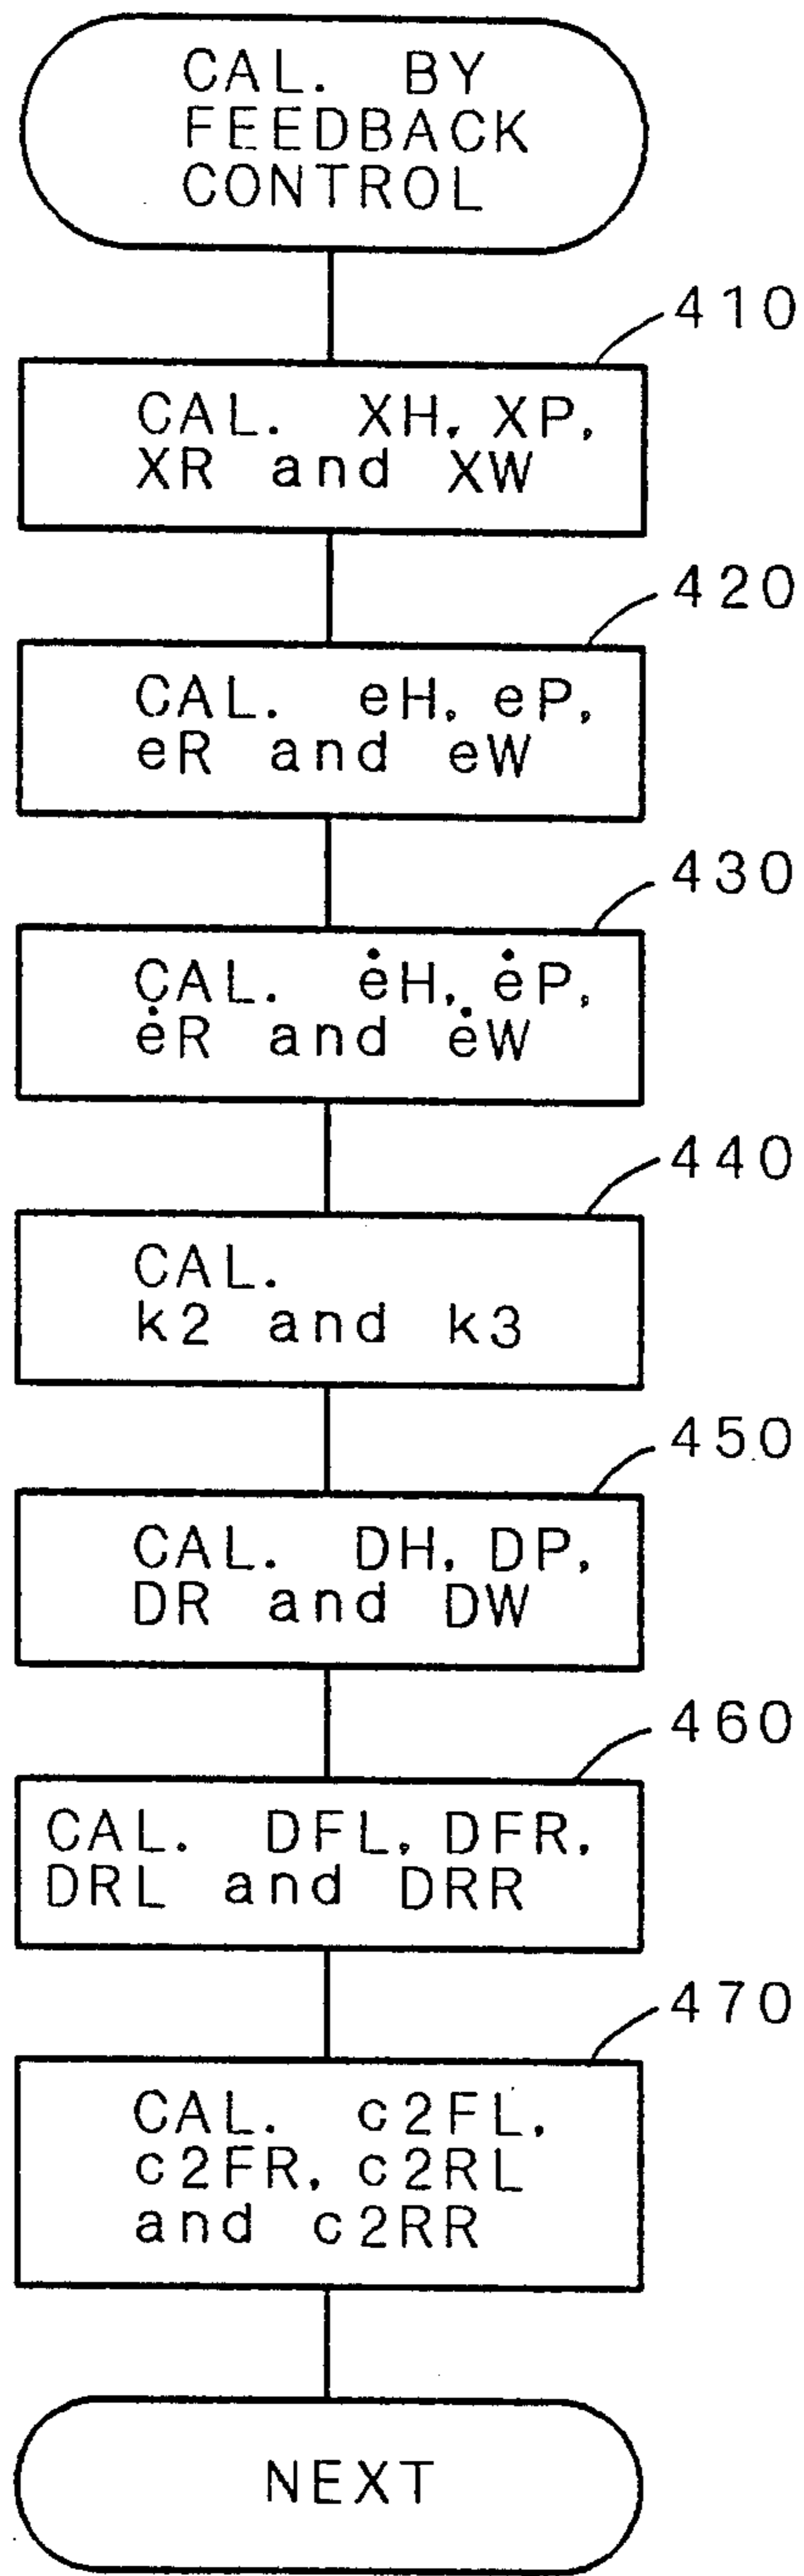 CAL. BY
FEEDBACK
CONTROL
410
CAL. XH, XP,
XR and XW
420
CAL. eH, eP,
eR and eW
430
CAL. ėH, ėP,
ėR and ėW
440
CAL.
k2 and k3
450
CAL. DH, DP,
DR and DW
460
CAL. DFL, DFR,
DRL and DRR
470
CAL. c2FL,
c2FR, c2RL
and c2RR
NEXT